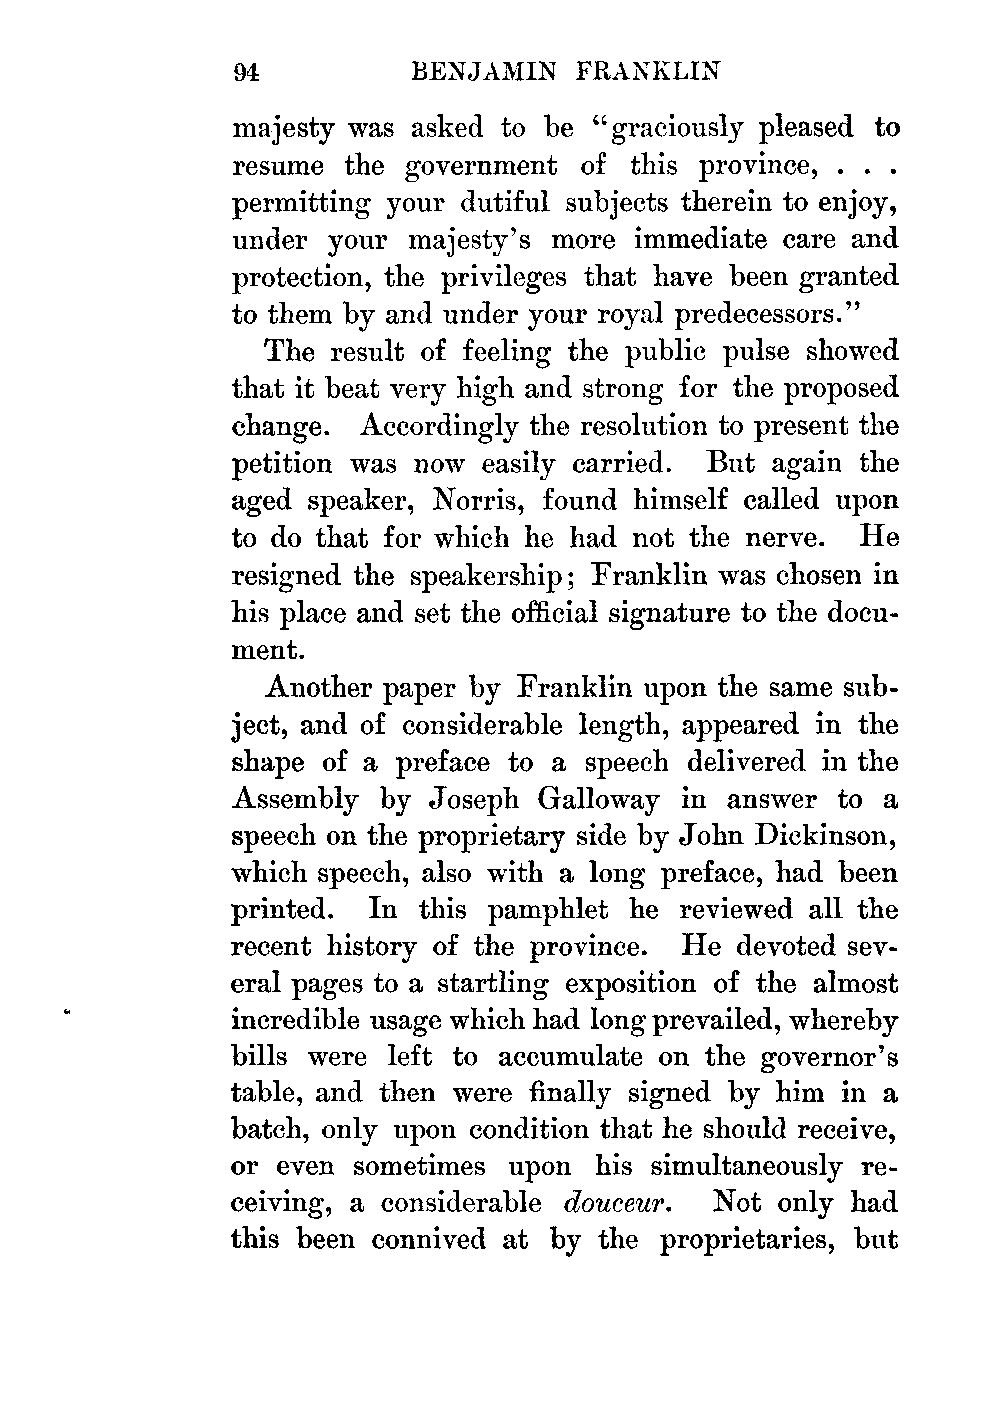 94 BENJAMIN FRANKLIN
majesty was asked to be “graciously pleased to
resume the government of this province, . . .
permitting your dutiful subjects therein to enjoy,
under your majesty’s more immediate care and
protection, the privileges that have been granted
to them by and under your royal predecessors.”
The result of feeling the public pulse showed
that it beat very high and strong for the proposed
change. Accordingly the resolution to present the
petition was now easily carried. But again the
aged speaker, Norris, found himself called upon
to do that for which he had not the nerve. He
resigned the speakership; Franklin was chosen in
his place and set the official signature to the docu-
ment.
Another paper by Franklin upon the same sub-
ject, and of considerable length, appeared in the
shape of a preface to a speech delivered in the
Assembly by Joseph Galloway in answer to a
speech on the proprietary side by John Dickinson,
which speech, also with a long preface, had been
printed. In this pamphlet he reviewed all the
recent history of the province. He devoted sev-
eral pages to a startling exposition of the almost
incredible usage which had long prevailed, whereby
bills were left to accumulate on the governor’s
table, and then were finally signed by him in a
batch, only upon condition that he should receive,
or even sometimes upon his simultaneously re-
ceiving, a considerable douceur. Not only had
this been connived at by the proprietaries, but